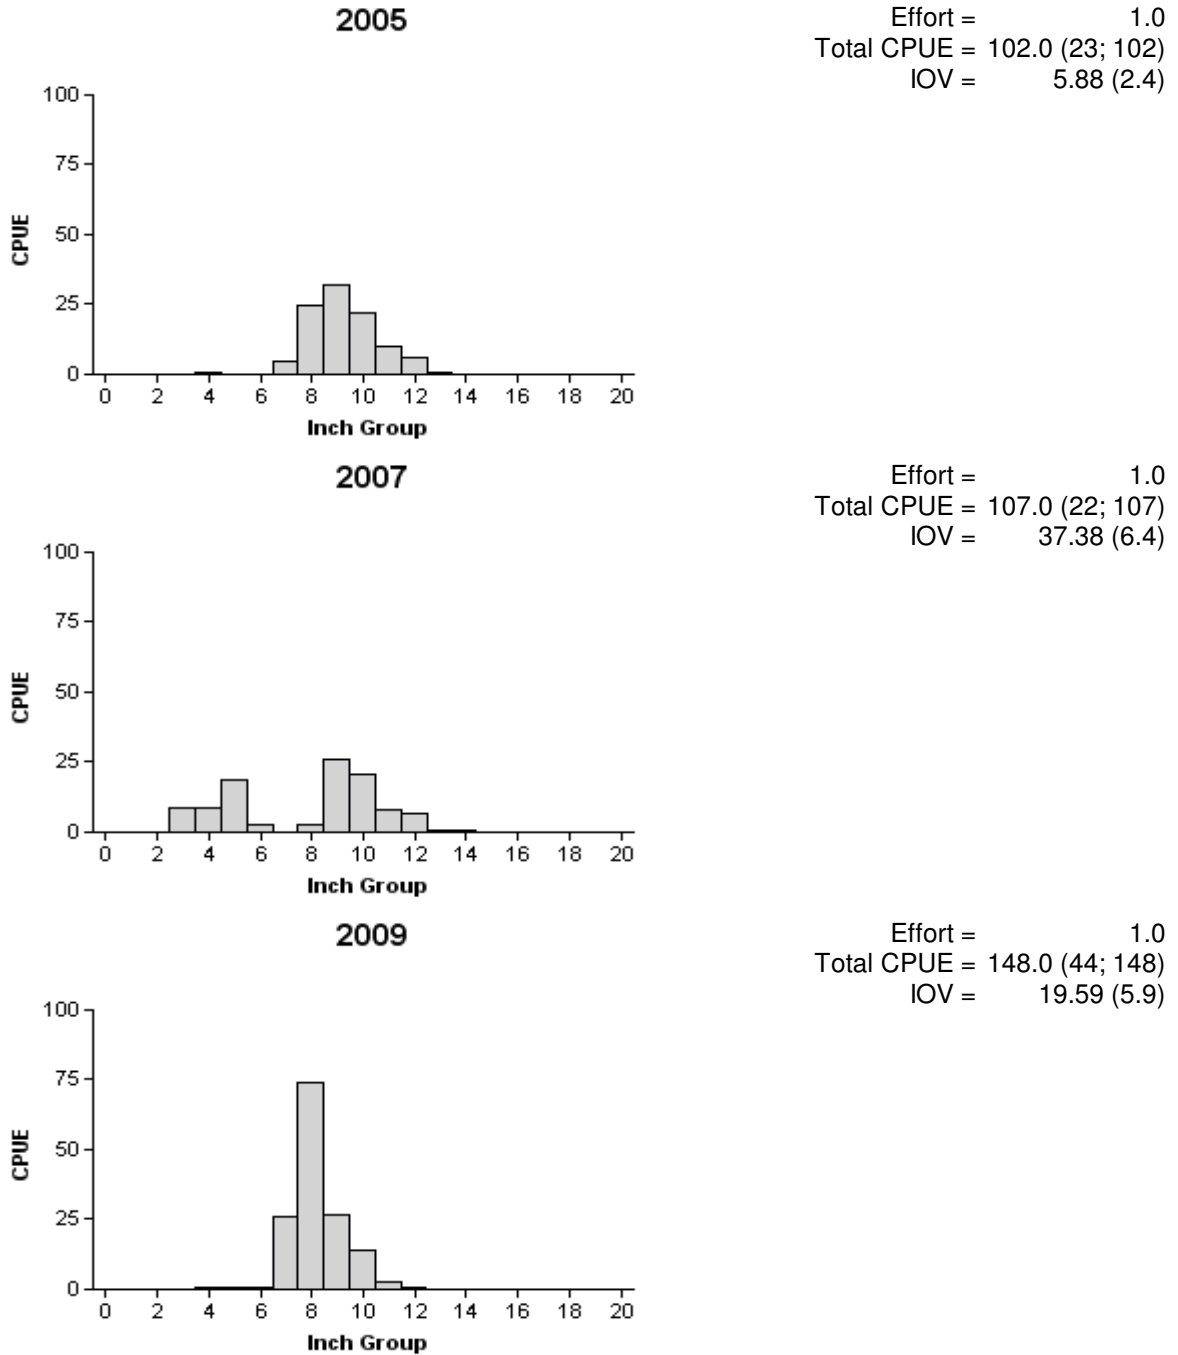 2005
Effort = 1.0
Total CPUE = 102.0 (23; 102)
IOV = 5.88 (2.4)
100
75
50
25
0
CPUE
0 2 4 6 8 10 12 14 16 18 20
Inch Group
2007
Effort = 1.0
Total CPUE = 107.0 (22; 107)
IOV = 37.38 (6.4)
100
75
50
25
0
CPUE
0 2 4 6 8 10 12 14 16 18 20
Inch Group
2009
Effort = 1.0
Total CPUE = 148.0 (44; 148)
IOV = 19.59 (5.9)
100
75
50
25
0
CPUE
0 2 4 6 8 10 12 14 16 18 20
Inch Group